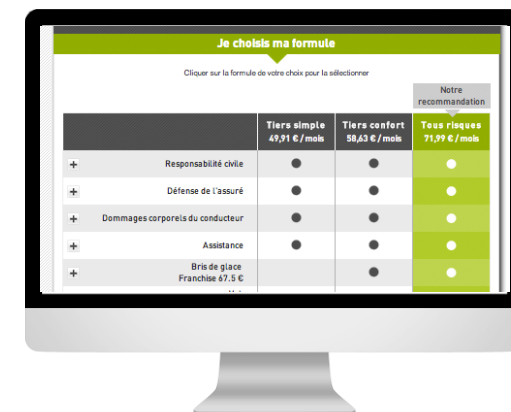 Je choisis ma formule
Cliquer sur la formule de votre choix pour la sélectionner
Notre
recommandation
Tiers simple
49,91 € / mois
Tiers confort
58,63 € / mois
Tous risques
71,99 € / mois
+ Responsabilité civile
+ Défense de l'assuré
+ Dommages corporels du conducteur
+ Assistance
+ Bris de glace
Franchise 67.5 €